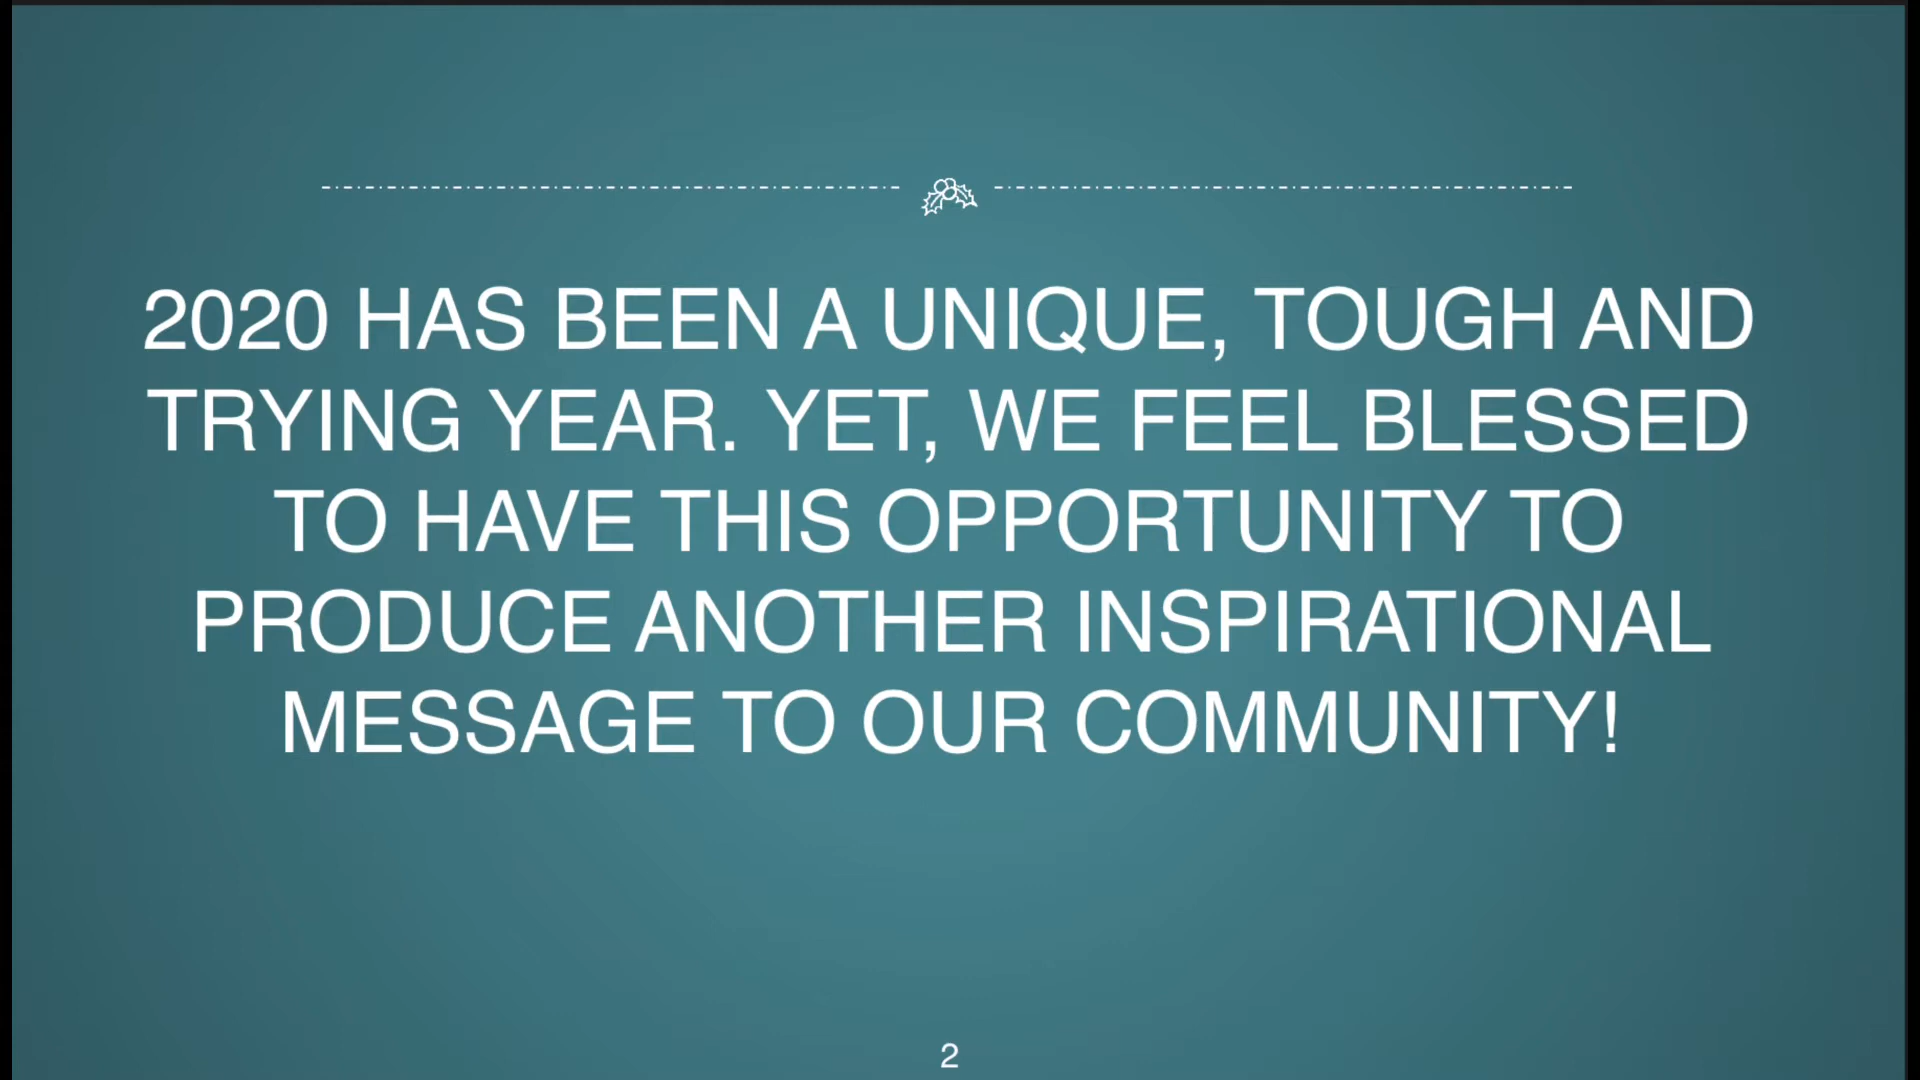 2020 HAS BEEN A UNIQUE, TOUGH AND
TRYING YEAR. YET, WE FEEL BLESSED
TO HAVE THIS OPPORTUNITY TO
PRODUCE ANOTHER INSPIRATIONAL
MESSAGE TO OUR COMMUNITY!
2